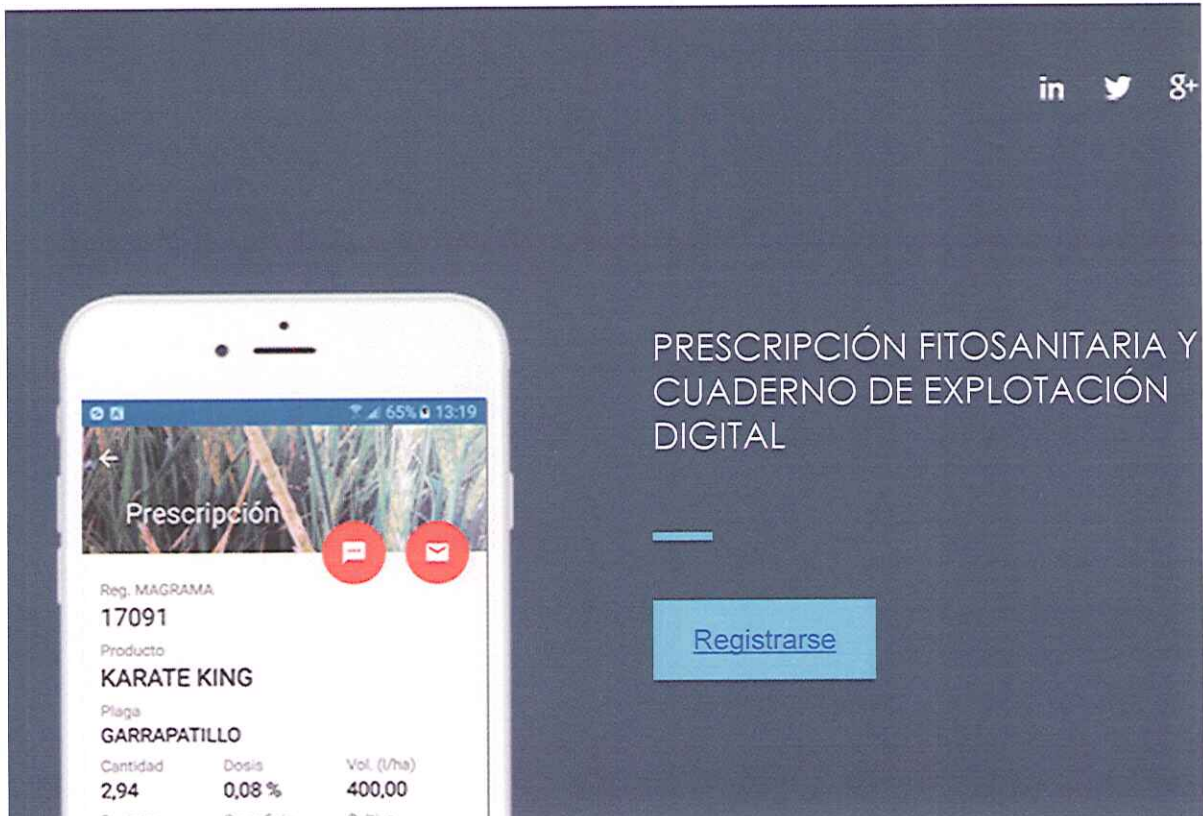 in 8+
PRESCRIPCIÓN FITOSANITARIA Y
CUADERNO DE EXPLOTACIÓN
DIGITAL
Registrarse
65% 13:19
Prescripción
Reg. MAGRAMA
17091
Producto
KARATE KING
Plaga
GARRAPATILLO
Cantidad Dosis Vol. (l/ha)
2,94 0,08 % 400,00